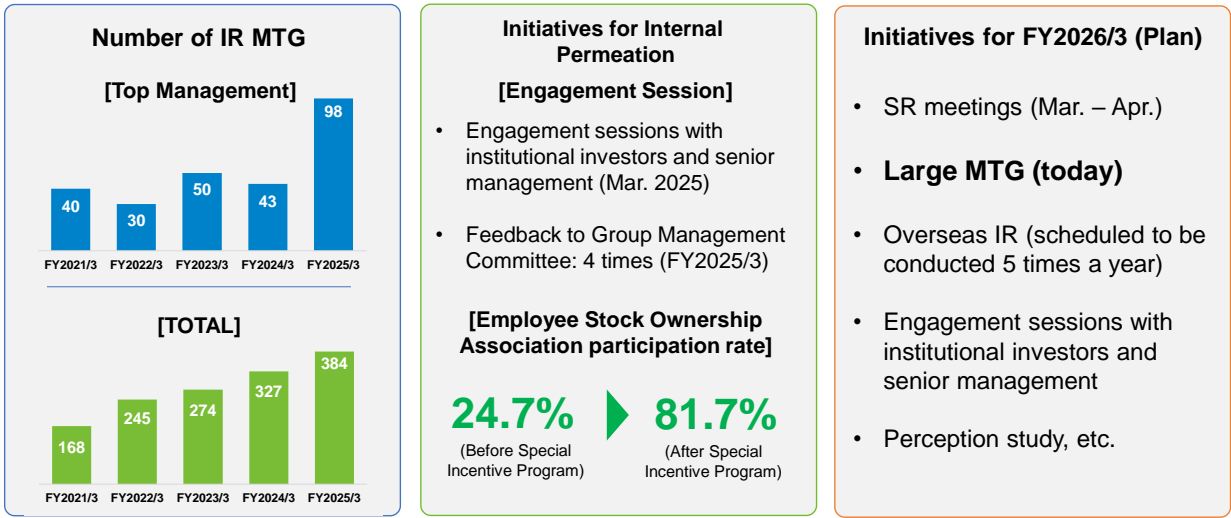 Number of IR MTG
[Top Management]
98
50
43
40
30
FY2021/3 FY2022/3 FY2023/3 FY2024/3 FY2025/3
[TOTAL]
384
327
274
245
168
FY2021/3 FY2022/3 FY2023/3 FY2024/3 FY2025/3
Initiatives for Internal
Permeation
[Engagement Session]
• Engagement sessions with
institutional investors and senior
management (Mar. 2025)
• Feedback to Group Management
Committee: 4 times (FY2025/3)
[Employee Stock Ownership
Association participation rate]
24.7%
(Before Special
Incentive Program)
81.7%
(After Special
Incentive Program)
Initiatives for FY2026/3 (Plan)
• SR meetings (Mar. – Apr.)
• Large MTG (today)
• Overseas IR (scheduled to be
conducted 5 times a year)
• Engagement sessions with
institutional investors and
senior management
• Perception study, etc.